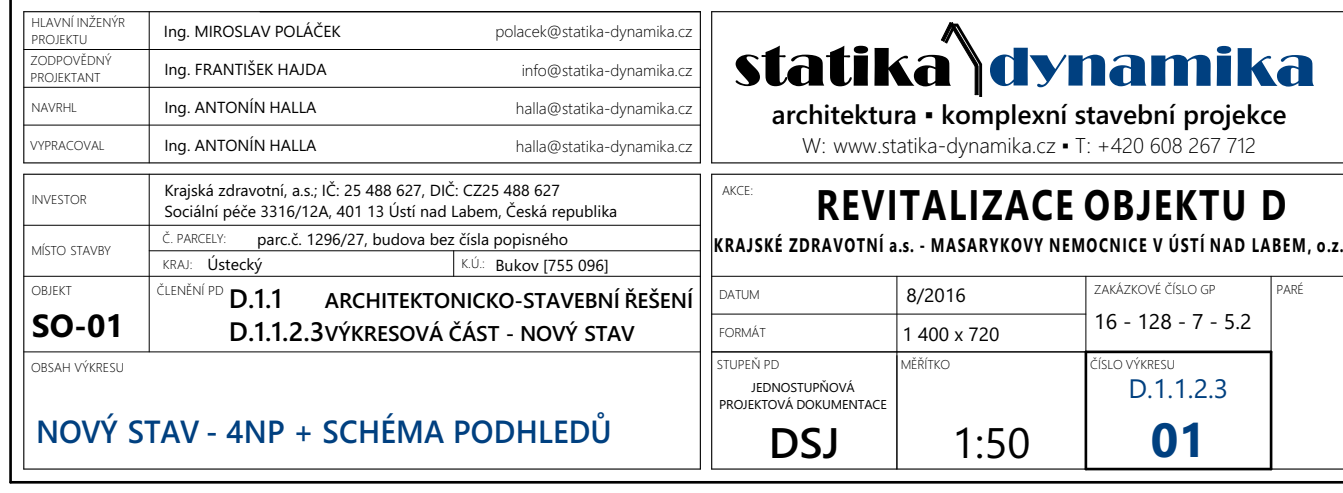 HLAVNÍ INŽENÝR
PROJEKTU
Ing. MIROSLAV POLÁČEK
polacek@statika-dynamika.cz
ZODPOVĚDNÝ
PROJEKTANT
Ing. FRANTIŠEK HAJDA
info@statika-dynamika.cz
NAVRHL
Ing. ANTONÍN HALLA
halla@statika-dynamika.cz
VYPRACOVAL
Ing. ANTONÍN HALLA
halla@statika-dynamika.cz
statika dynamika
architektura ▪ komplexní stavební projekce
W: www.statika-dynamika.cz ▪ T: +420 608 267 712
INVESTOR
Krajská zdravotní, a.s.; IČ: 25 488 627, DIČ: CZ25 488 627
Sociální péče 3316/12A, 401 13 Ústí nad Labem, Česká republika
MÍSTO STAVBY
Č. PARCELY: parc.č. 1296/27, budova bez čísla popisného
KRAJ: Ústecký
K.Ú.: Bukov [755 096]
OBJEKT
SO-01
ČLENĚNÍ PD
D.1.1 ARCHITEKTONICKO-STAVEBNÍ ŘEŠENÍ
D.1.1.2.3 VÝKRESOVÁ ČÁST - NOVÝ STAV
OBSAH VÝKRESU
NOVÝ STAV - 4NP + SCHÉMA PODHLEDŮ
AKCE:
REVITALIZACE OBJEKTU D
KRAJSKÉ ZDRAVOTNÍ a.s. - MASARYKOVY NEMOCNICE V ÚSTÍ NAD LABEM, o.z.
DATUM
8/2016
ZAKÁZKOVÉ ČÍSLO GP
16 - 128 - 7 - 5.2
PARÉ
FORMÁT
1 400 x 720
STUPEŇ PD
JEDNOSTUPŇOVÁ
PROJEKTOVÁ DOKUMENTACE
DSJ
MĚŘÍTKO
1:50
ČÍSLO VÝKRESU
D.1.1.2.3
01